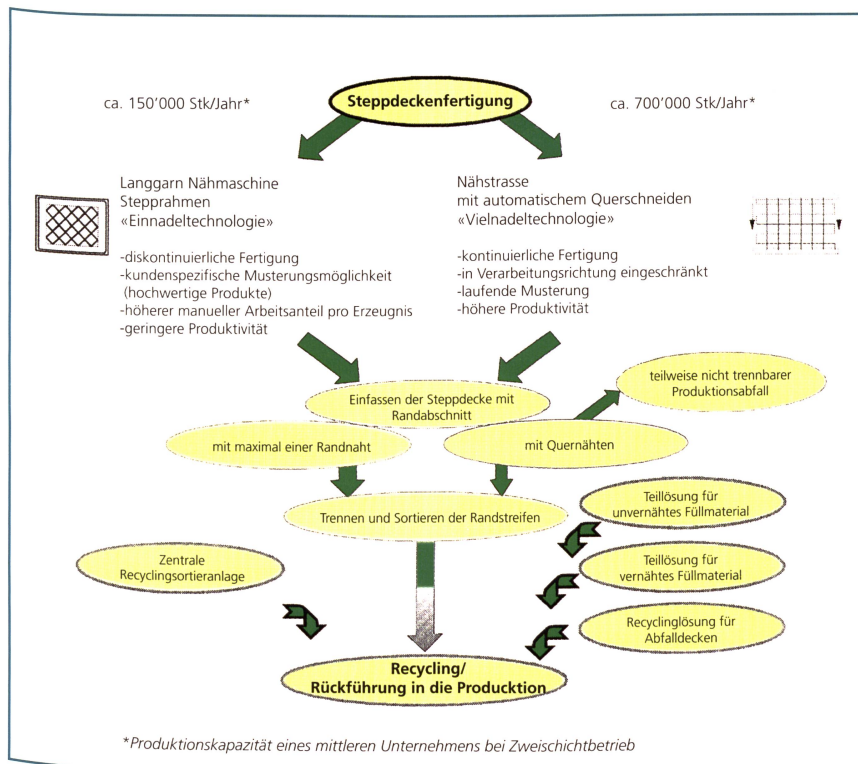 ca. 150'000 Stk/Jahr*
Steppdeckenfertigung
ca. 700'000 Stk/Jahr*
Langgarn Nähmaschine
Stepprahmen
«Einnadeltechnologie»
-diskontinuierliche Fertigung
-kundenspezifische Musterungsmöglichkeit
(hochwertige Produkte)
-höherer manueller Arbeitsanteil pro Erzeugnis
-geringere Produktivität
Nähstrasse
mit automatischem Querschneiden
«Vielnadeltechnologie»
-kontinuierliche Fertigung
-in Verarbeitungsrichtung eingeschränkt
-laufende Musterung
-höhere Produktivität
teilweise nicht trennbarer
Produktionsabfall
Einfassen der Steppdecke mit
Randabschnitt
mit maximal einer Randnaht
mit Quernähten
Trennen und Sortieren der Randstreifen
Teillösung für
unvernähtes Füllmaterial
Zentrale
Recyclingsortieranlage
Teillösung für
vernähtes Füllmaterial
Recyclinglösung für
Abfalldecken
Recycling/
Rückführung in die Producktion
*Produktionskapazität eines mittleren Unternehmens bei Zweischichtbetrieb